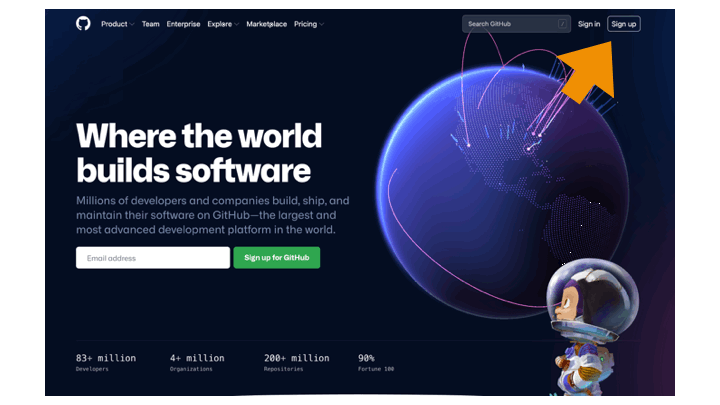 Product Team Enterprise Explore Marketplace Pricing Search GitHub / Sign in Sign up
Where the world
builds software
Millions of developers and companies build, ship, and
maintain their software on GitHub—the largest and
most advanced development platform in the world.
Email address Sign up for GitHub
83+ million 4+ million 200+ million 90%
Developers Organizations Repositories Fortune 100